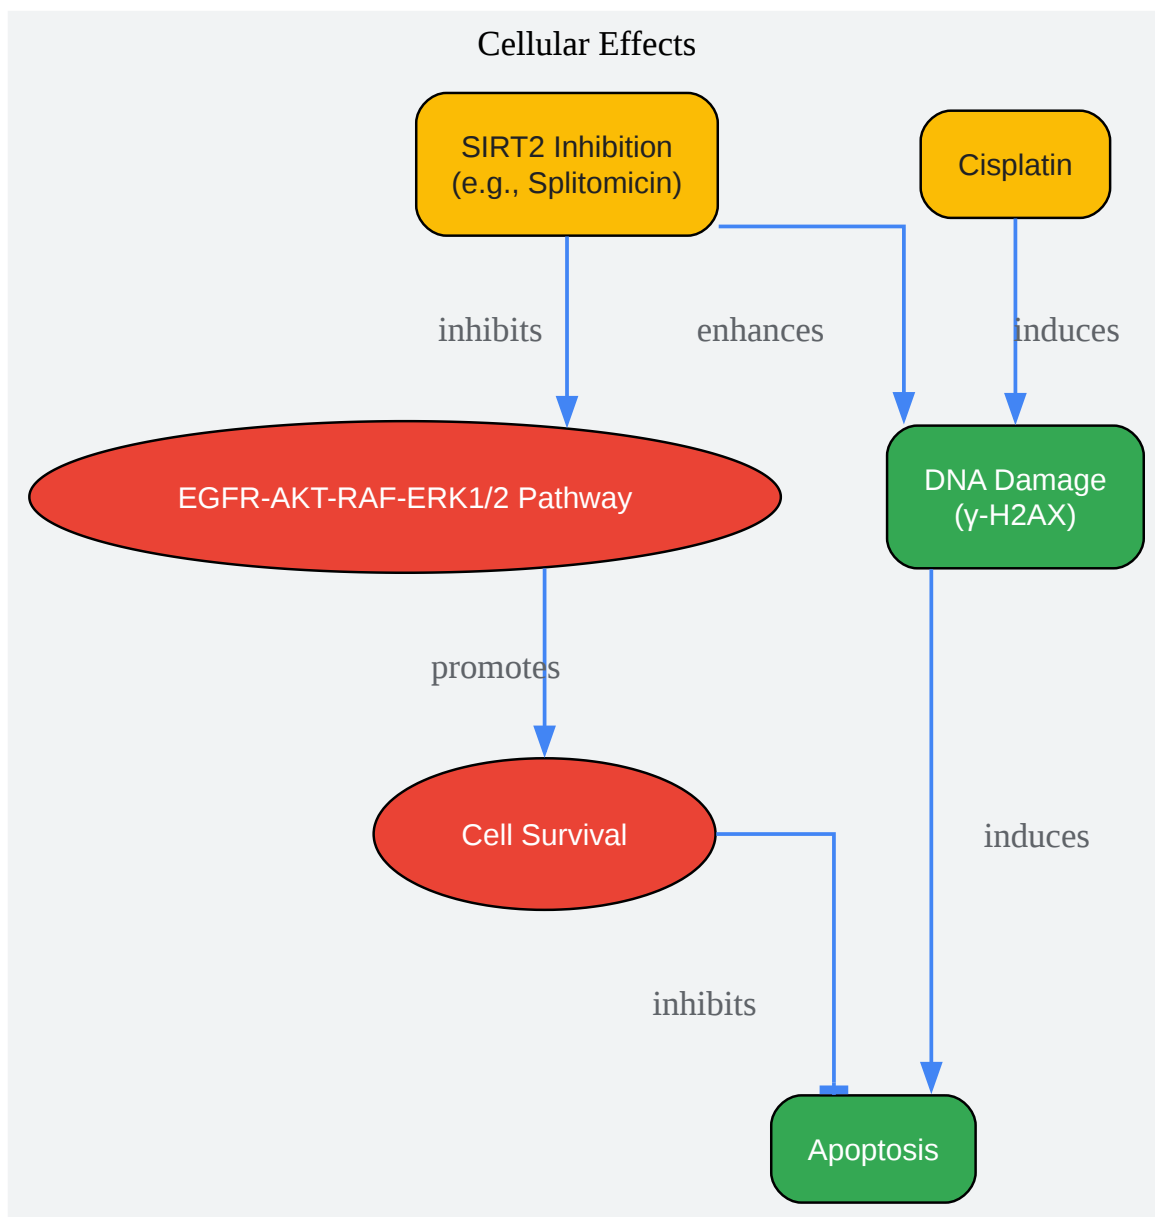 Cellular Effects
SIRT2 Inhibition
(e.g., Splitomicin)
Cisplatin
inhibits
enhances
induces
EGFR-AKT-RAF-ERK1/2 Pathway
DNA Damage
(γ-H2AX)
promotes
Cell Survival
induces
inhibits
Apoptosis